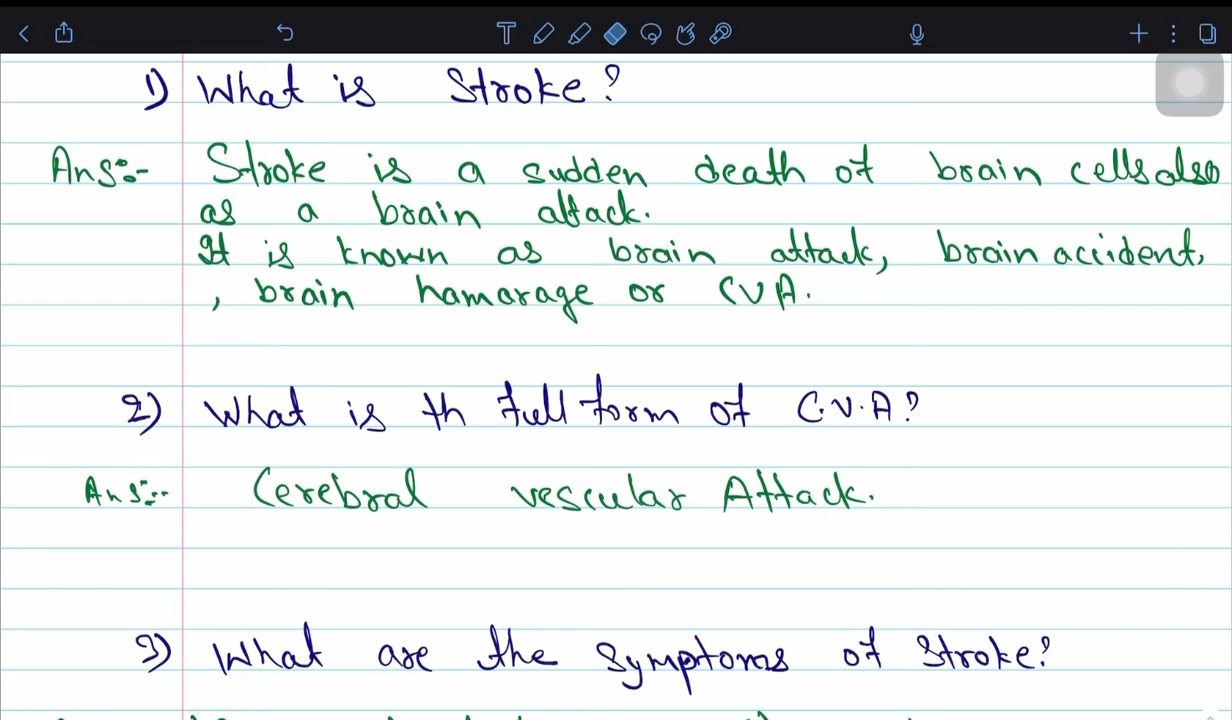 1) What is Stroke?
Ans:- Stroke is a sudden death of brain cells also
as a brain attack.
It is known as brain attack, brain accident,
, brain hamarage or CVA.
2) What is th full form of C.V.A?
Ans:- Cerebral vescular Attack.
3) What are the Symptoms of Stroke?